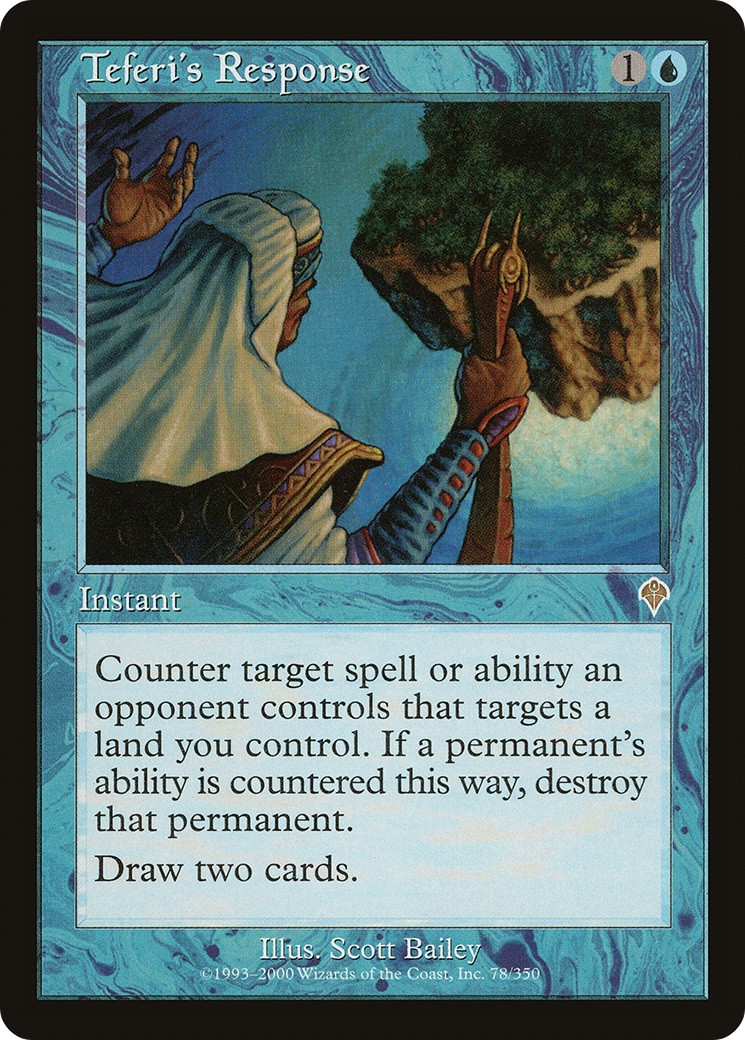 Teferi's Response
1
Instant
Counter target spell or ability an
opponent controls that targets a
land you control. If a permanent's
ability is countered this way, destroy
that permanent.
Draw two cards.
Illus. Scott Bailey
©1993–2000 Wizards of the Coast, Inc. 78/350